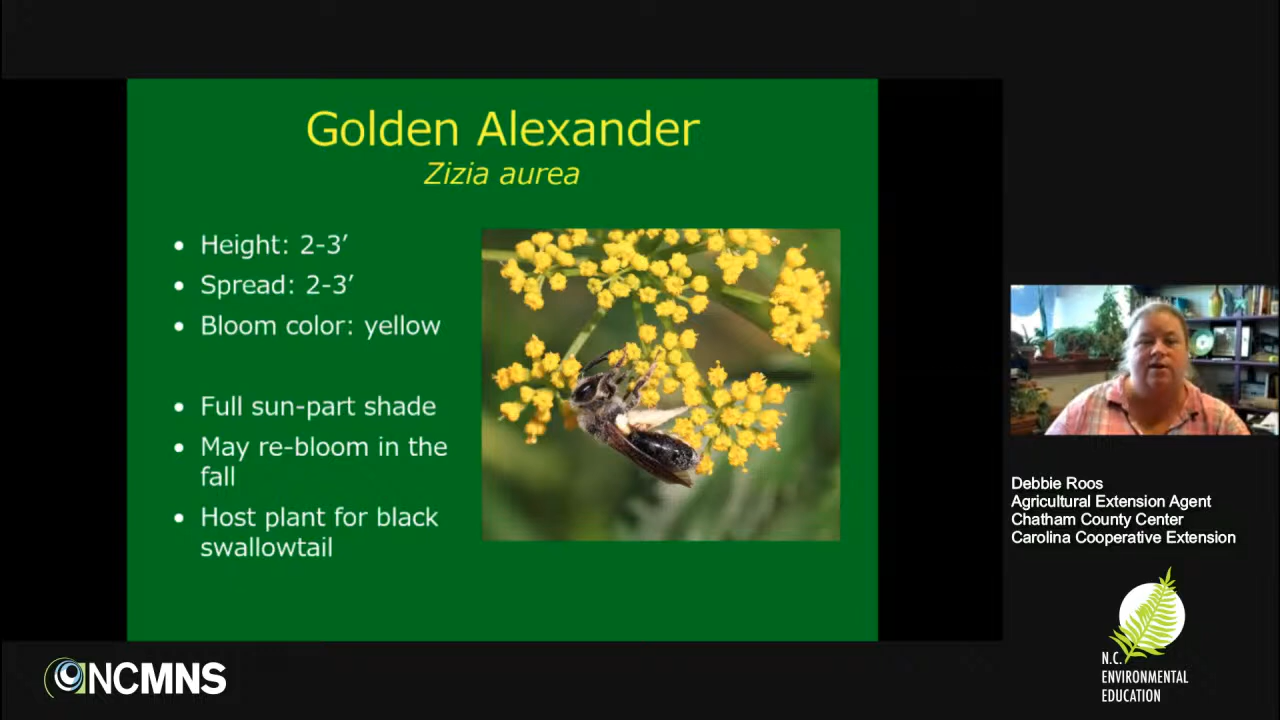 Golden Alexander
Zizia aurea
• Height: 2-3’
• Spread: 2-3’
• Bloom color: yellow
• Full sun-part shade
• May re-bloom in the
fall
• Host plant for black
swallowtail
Debbie Roos
Agricultural Extension Agent
Chatham County Center
Carolina Cooperative Extension
NCMNS
N.C.
ENVIRONMENTAL
EDUCATION